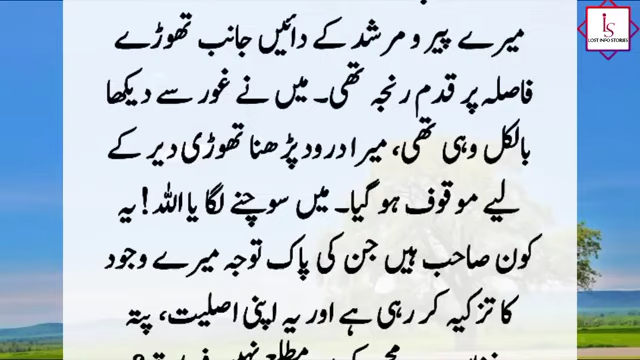 میرے پیر و مرشد کے دائیں جانب تھوڑے
فاصلہ پر قدم رنجہ تھی۔ میں نے غور سے دیکھا
بالکل وہی تھی، میرا درود پڑھنا تھوڑی دیر کے
لیے موقوف ہو گیا۔ میں سوچنے لگا یا اللہ! یہ
کون صاحب ہیں جن کی پاک توجہ میرے وجود
کا تزکیہ کر رہی ہے اور یہ اپنی اصلیت، پتہ
LS
LOST INFO STORIES